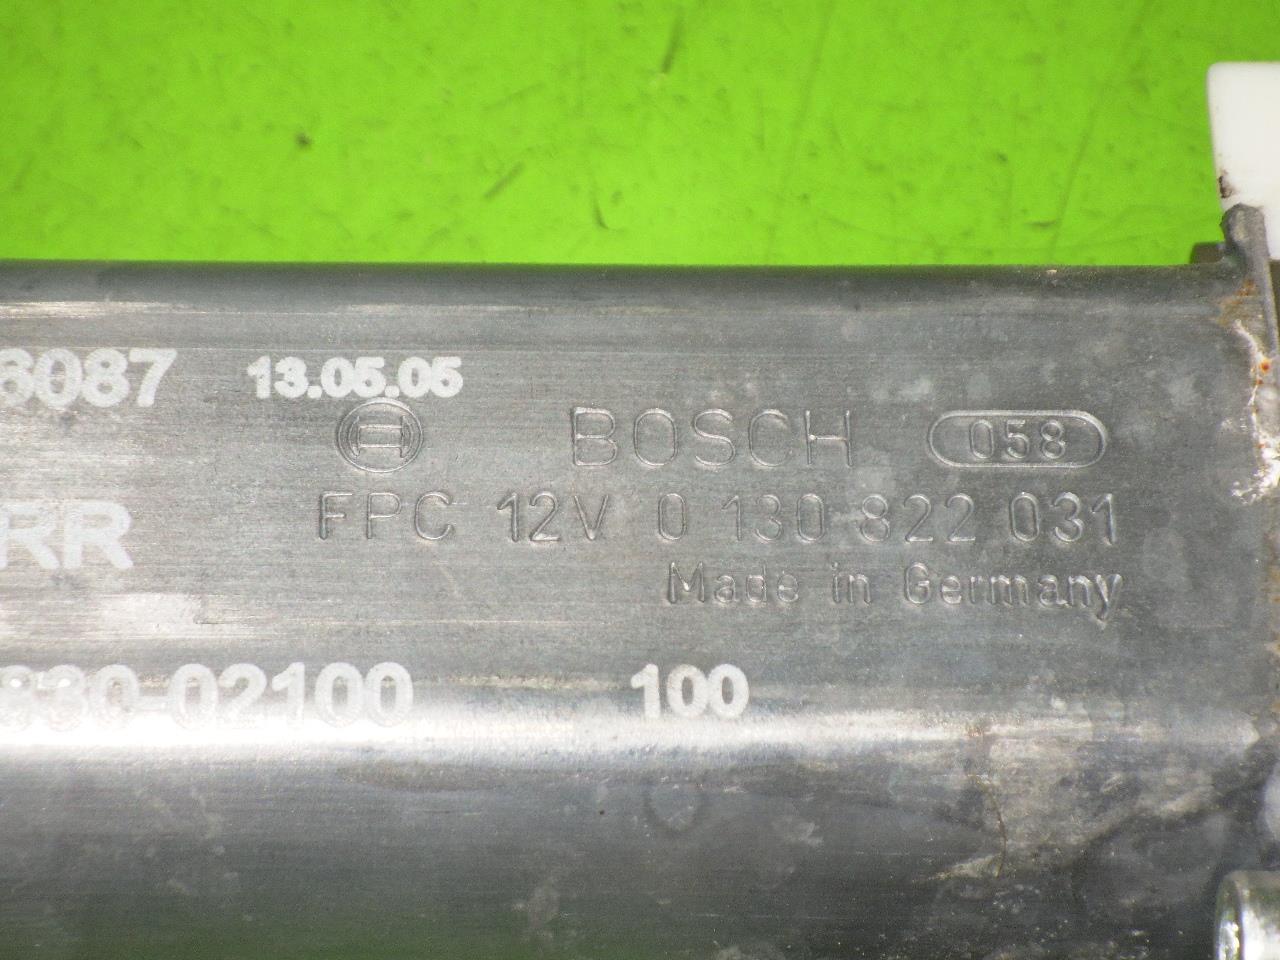 6087 13.05.05
BOSCH 058
RR FPC 12V 0 130 822 031
Made in Germany
830-02100 100